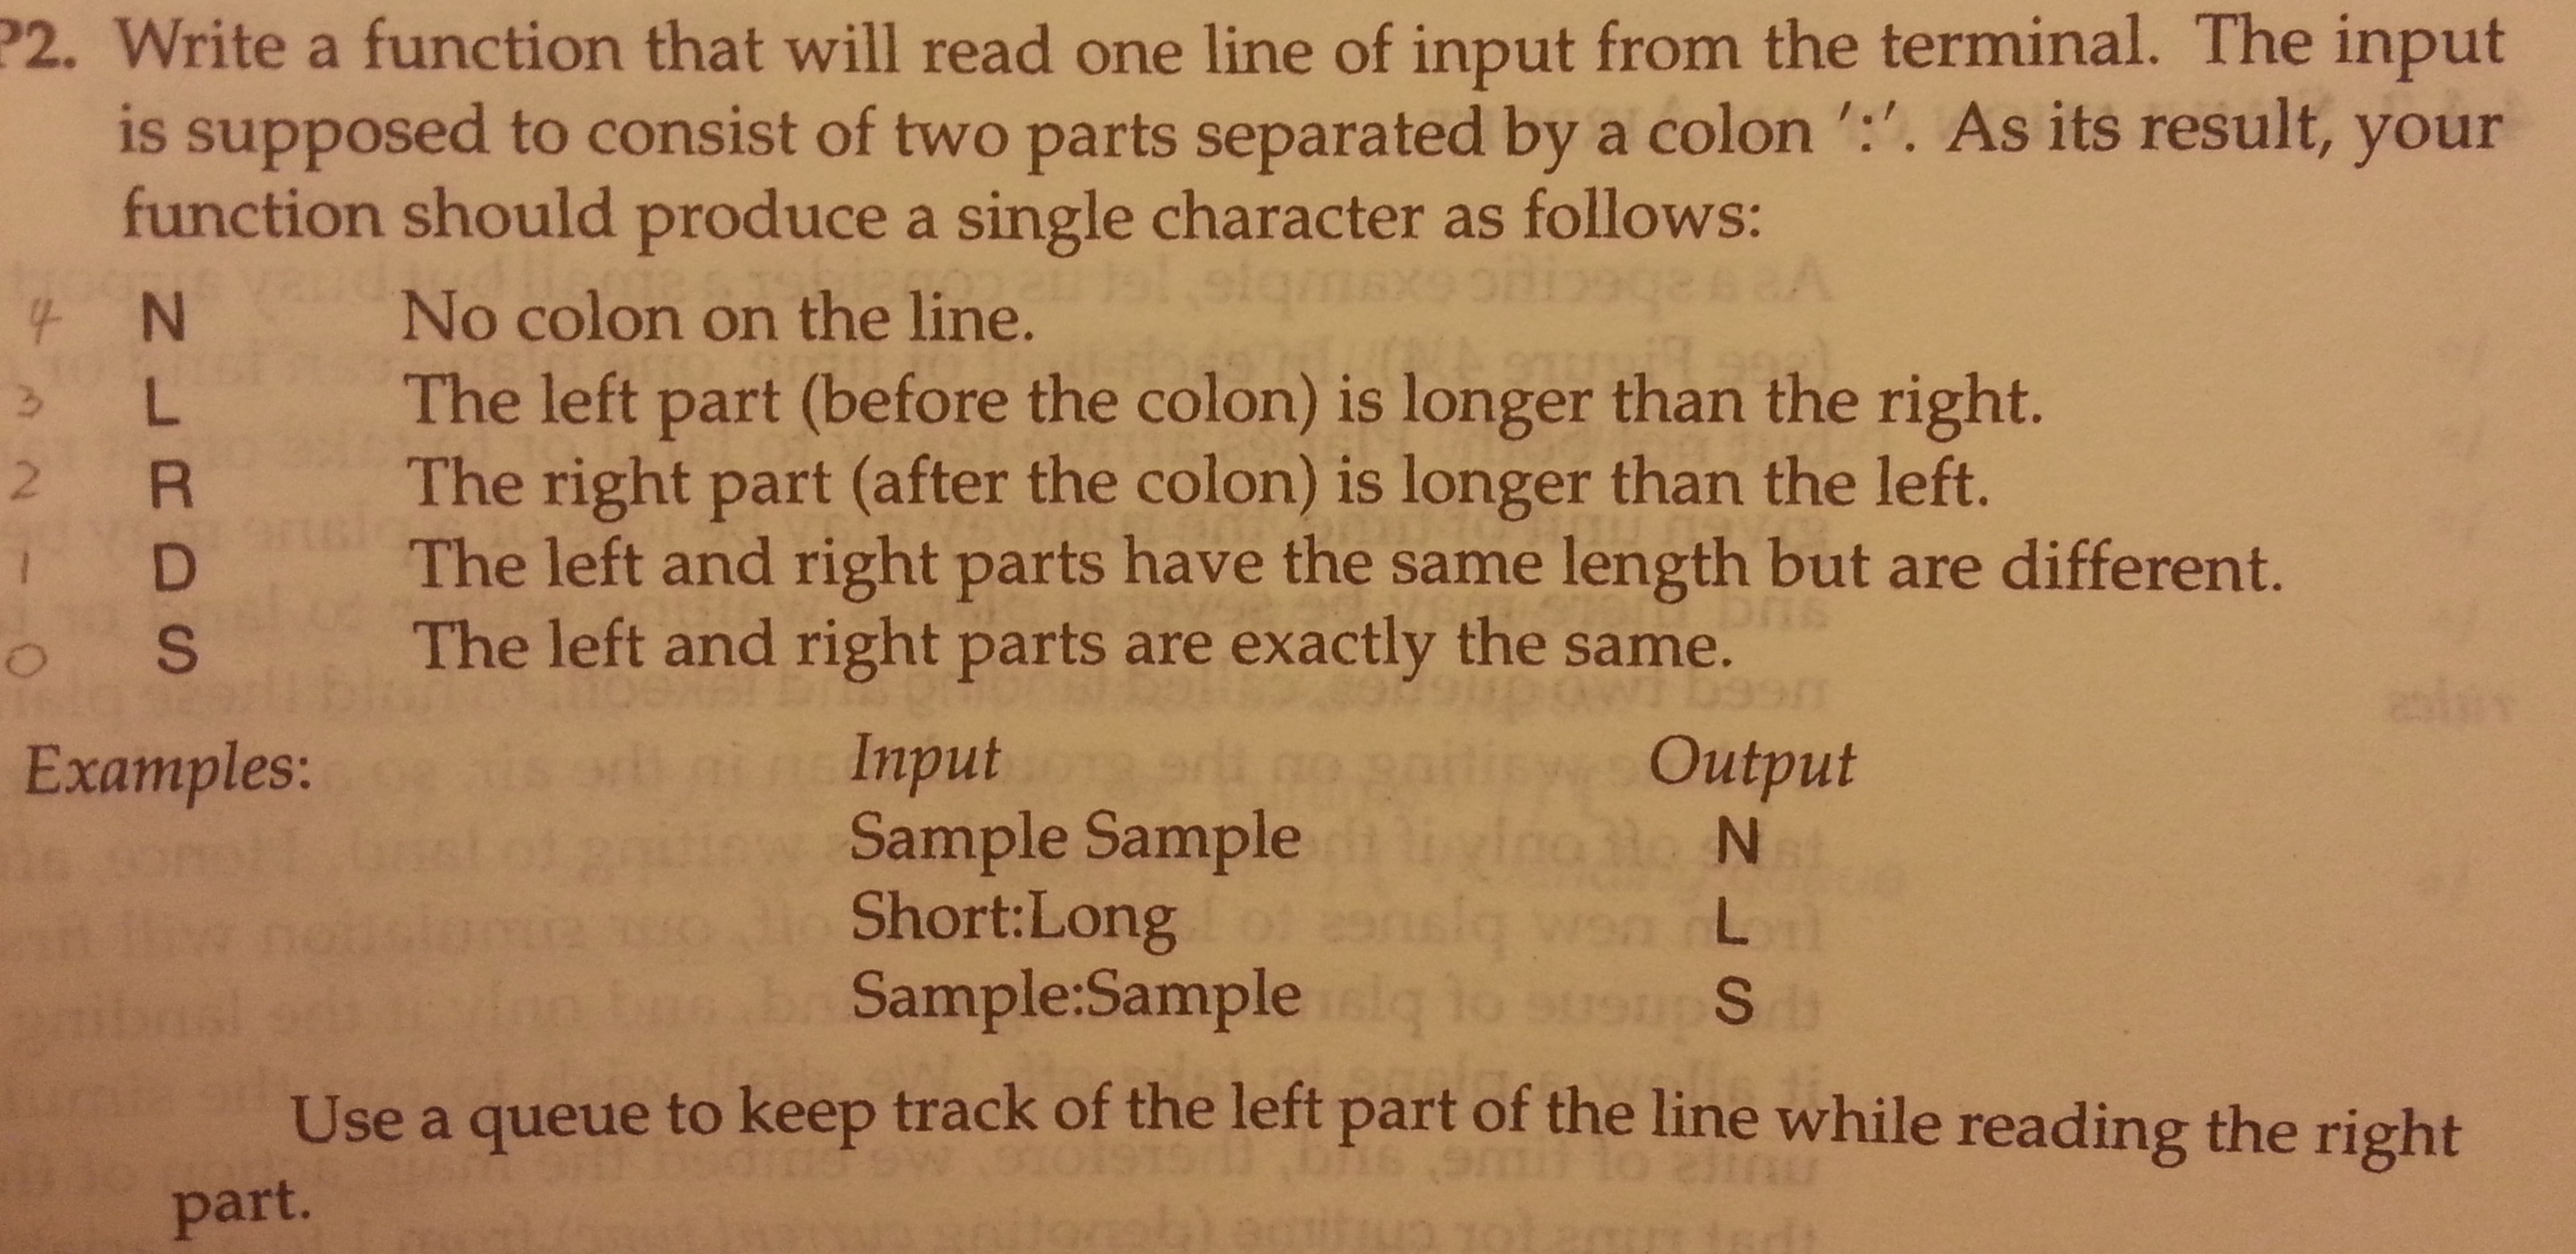 P2. Write a function that will read one line of input from the terminal. The input
is supposed to consist of two parts separated by a colon ':'. As its result, your
function should produce a single character as follows:
4 N No colon on the line.
3 L The left part (before the colon) is longer than the right.
2 R The right part (after the colon) is longer than the left.
1 D The left and right parts have the same length but are different.
0 S The left and right parts are exactly the same.
Examples: Input Output
Sample Sample N
Short:Long L
Sample:Sample S
Use a queue to keep track of the left part of the line while reading the right
part.